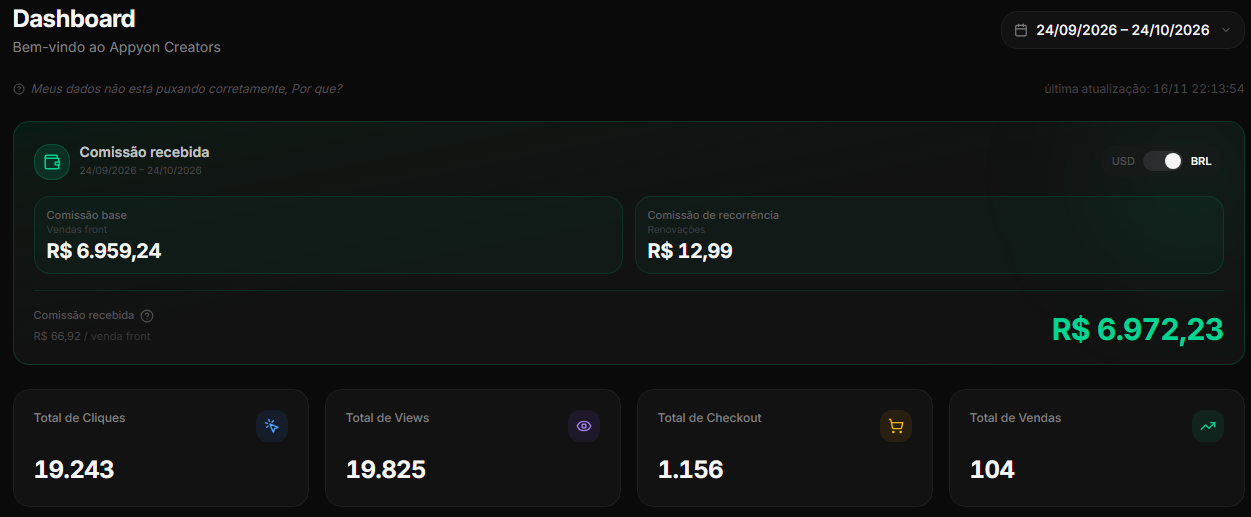 Dashboard
Bem-vindo ao Appyon Creators
24/09/2026 – 24/10/2026
Meus dados não está puxando corretamente, Por que?
última atualização: 16/11 22:13:54
Comissão recebida
24/09/2026 – 24/10/2026
USD BRL
Comissão base
Vendas front
R$ 6.959,24
Comissão de recorrência
Renovações
R$ 12,99
Comissão recebida
R$ 66,92 / venda front
R$ 6.972,23
Total de Cliques
19.243
Total de Views
19.825
Total de Checkout
1.156
Total de Vendas
104